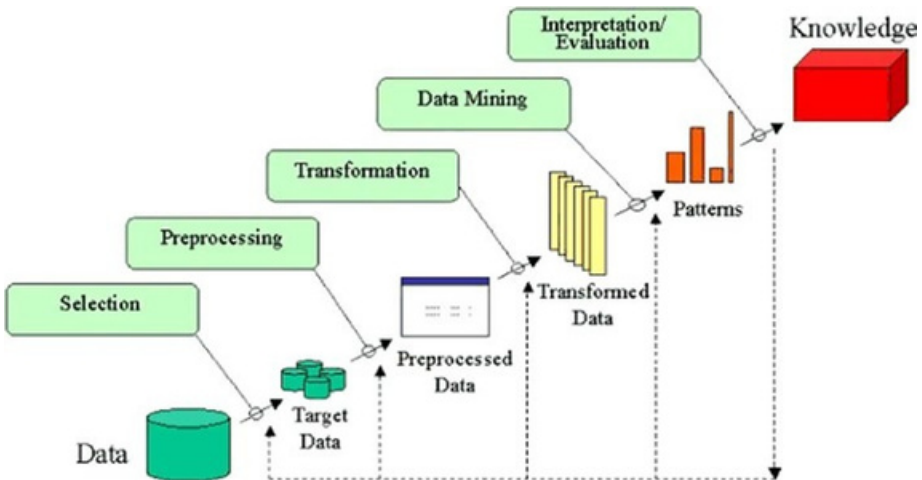 Interpretation/
Evaluation
Knowledge
Data Mining
Transformation
Patterns
Preprocessing
Transformed
Data
Selection
Preprocessed
Data
Target
Data
Data